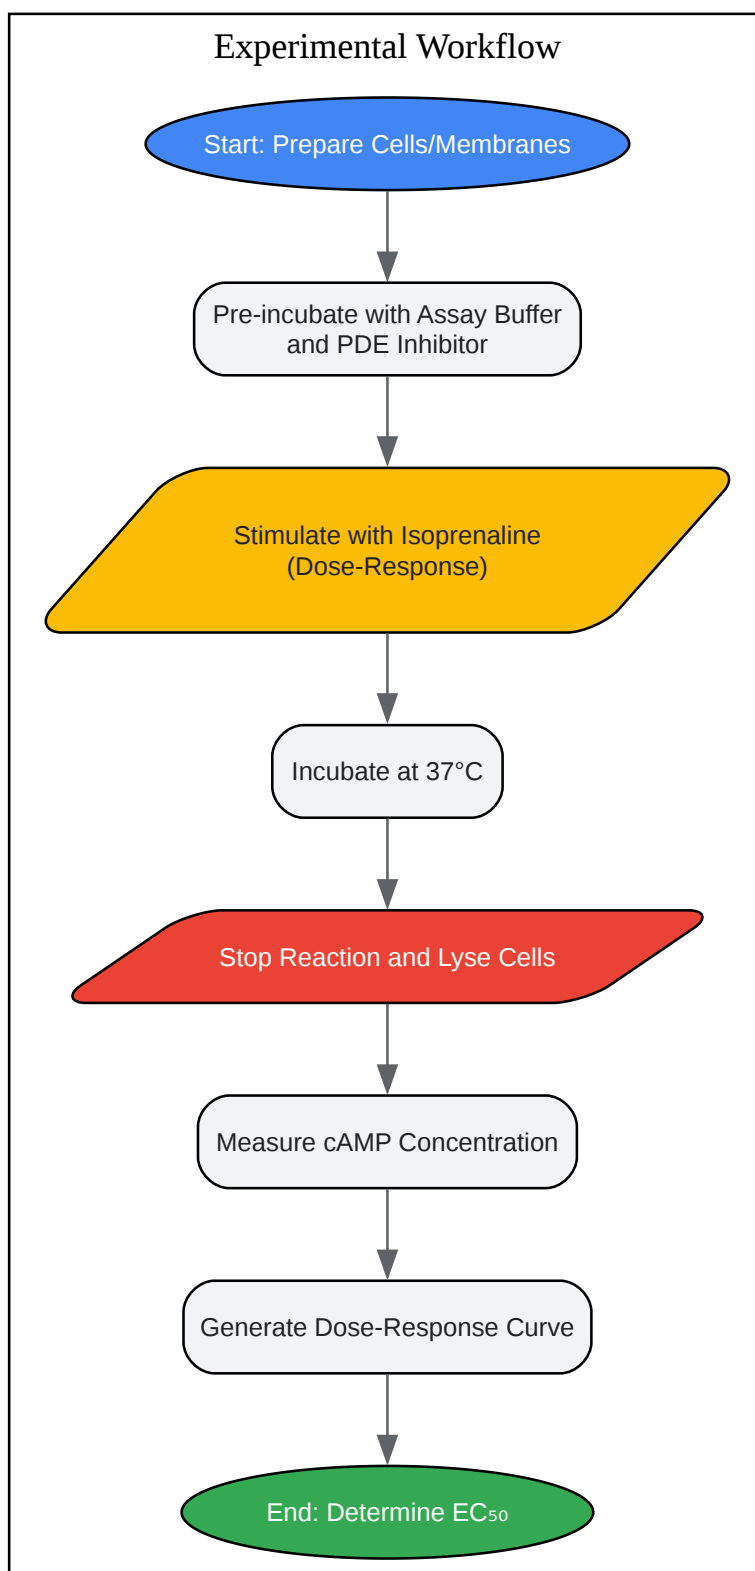 Experimental Workflow
Start: Prepare Cells/Membranes
Pre-incubate with Assay Buffer
and PDE Inhibitor
Stimulate with Isoprenaline
(Dose-Response)
Incubate at 37°C
Stop Reaction and Lyse Cells
Measure cAMP Concentration
Generate Dose-Response Curve
End: Determine EC₅₀